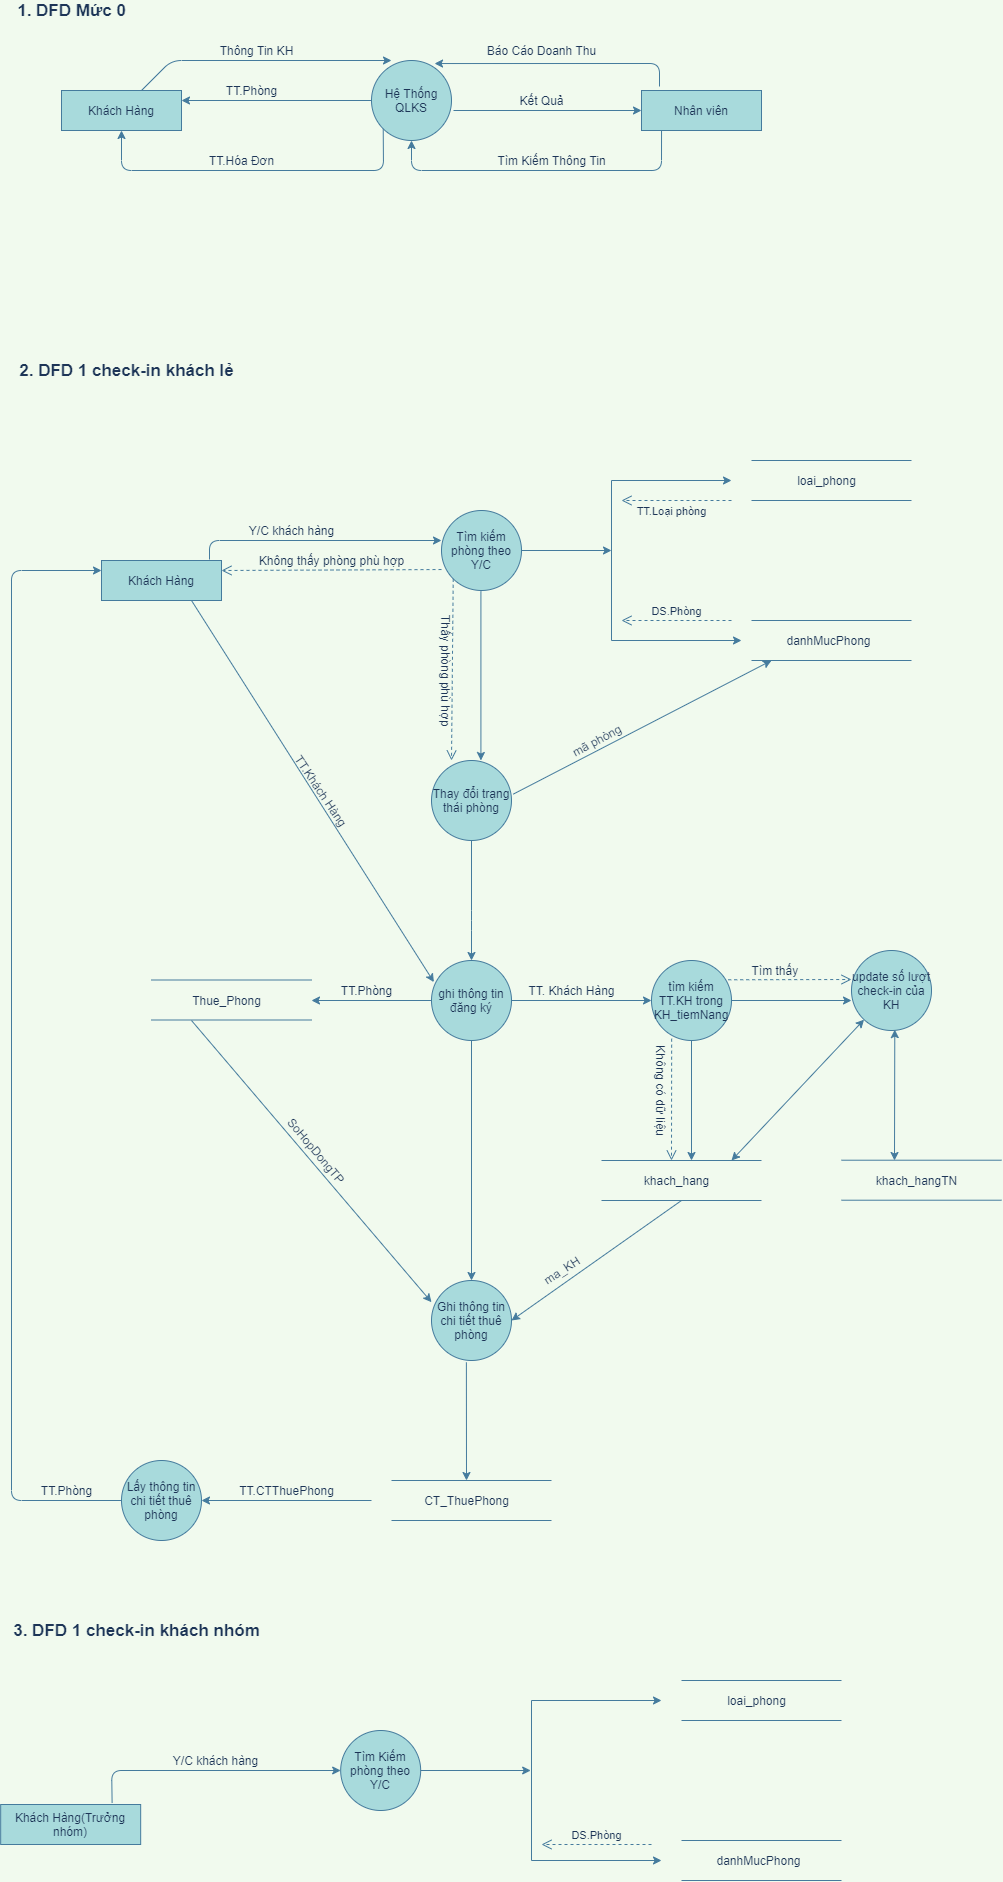 1. DFD Mức 0
Thông Tin KH
Báo Cáo Doanh Thu
TT.Phòng
Hệ Thống
QLKS
Kết Quả
Khách Hàng
Nhân viên
TT.Hóa Đơn
Tìm Kiếm Thông Tin
2. DFD 1 check-in khách lẻ
loai_phong
TT.Loại phòng
Y/C khách hàng
Tìm kiếm
phòng theo
Y/C
Không thấy phòng phù hợp
Khách Hàng
DS.Phòng
danhMucPhong
Thấy phòng phù hợp
mã phòng
TT.Khách Hàng
Thay đổi trạng
thái phòng
Tìm thấy
update số lượt
check-in của
KH
Thue_Phong
TT.Phòng
ghi thông tin
đăng ký
TT. Khách Hàng
tìm kiếm
TT.KH trong
KH_tiemNang
Không có dữ liệu
SoHopDongTP
khach_hang
khach_hangTN
ma_KH
Ghi thông tin
chi tiết thuê
phòng
TT.Phòng
Lấy thông tin
chi tiết thuê
phòng
TT.CTThuePhong
CT_ThuePhong
3. DFD 1 check-in khách nhóm
loai_phong
Y/C khách hàng
Tìm Kiếm
phòng theo
Y/C
Khách Hàng(Trưởng
nhóm)
DS.Phòng
danhMucPhong